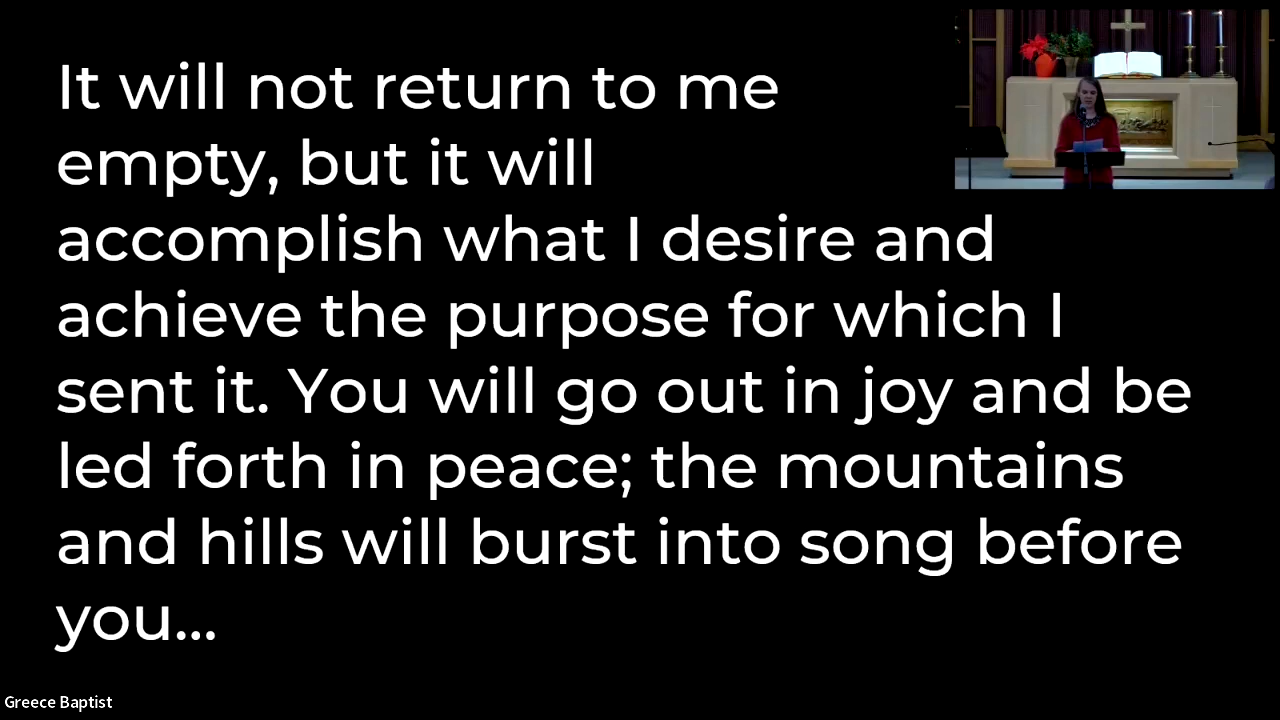 It will not return to me
empty, but it will
accomplish what I desire and
achieve the purpose for which I
sent it. You will go out in joy and be
led forth in peace; the mountains
and hills will burst into song before
you...
Greece Baptist